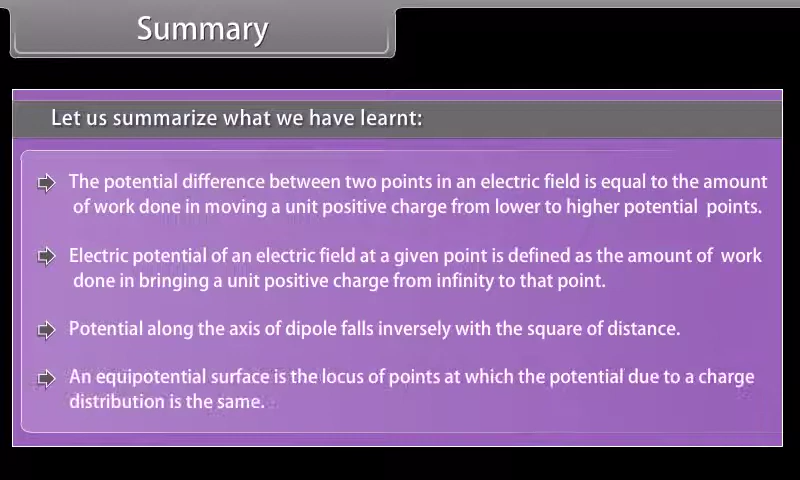 Summary
Let us summarize what we have learnt:
The potential difference between two points in an electric field is equal to the amount
of work done in moving a unit positive charge from lower to higher potential points.
Electric potential of an electric field at a given point is defined as the amount of work
done in bringing a unit positive charge from infinity to that point.
Potential along the axis of dipole falls inversely with the square of distance.
An equipotential surface is the locus of points at which the potential due to a charge
distribution is the same.